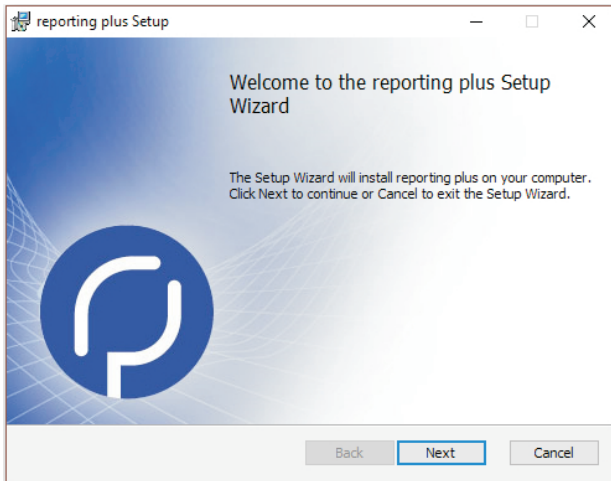 reporting plus Setup
Welcome to the reporting plus Setup
Wizard
The Setup Wizard will install reporting plus on your computer.
Click Next to continue or Cancel to exit the Setup Wizard.
Back
Next
Cancel